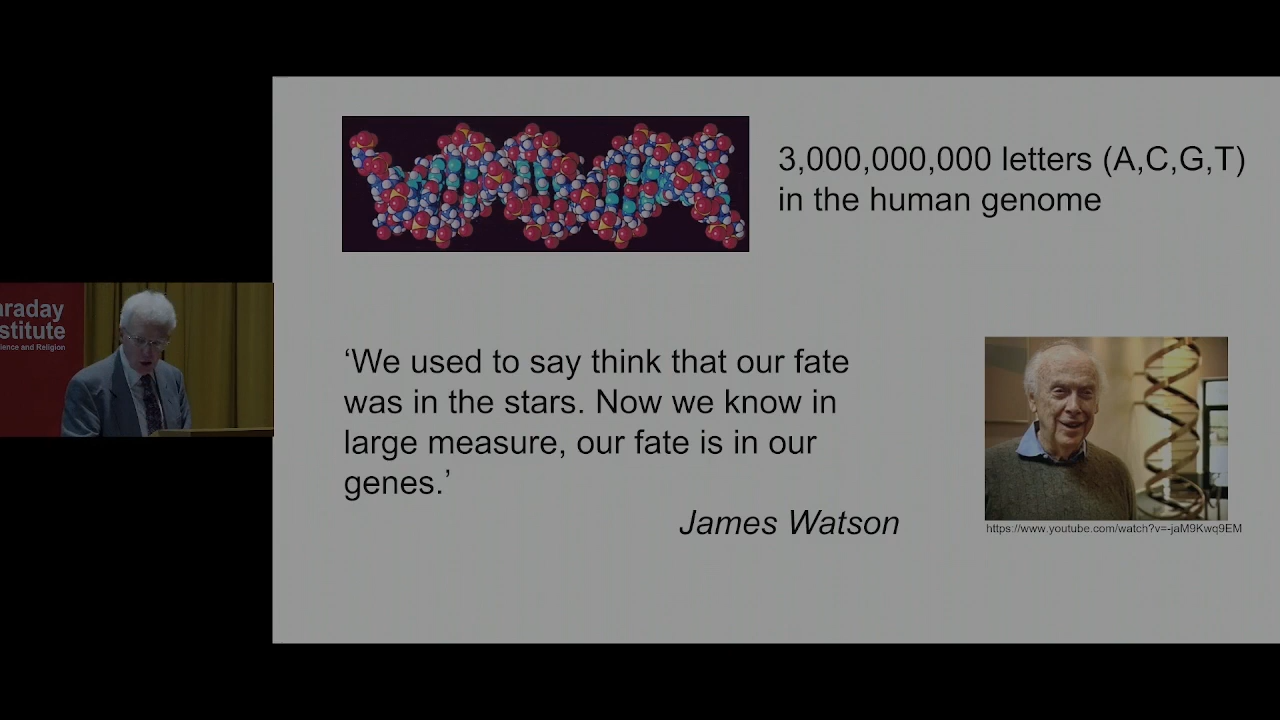 3,000,000,000 letters (A,C,G,T)
in the human genome
araday
stitute
ience and Religion
‘We used to say think that our fate
was in the stars. Now we know in
large measure, our fate is in our
genes.’
James Watson
https://www.youtube.com/watch?v=-jaM9Kwq9EM